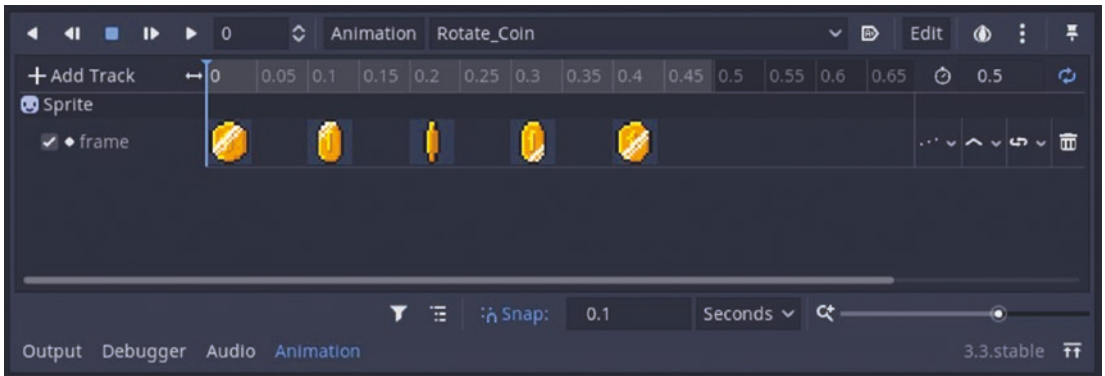 0 Animation Rotate_Coin Edit
Add Track 0 0.05 0.1 0.15 0.2 0.25 0.3 0.35 0.4 0.45 0.5 0.55 0.6 0.65 0.5
Sprite
frame
Snap: 0.1 Seconds
Output Debugger Audio Animation 3.3.stable